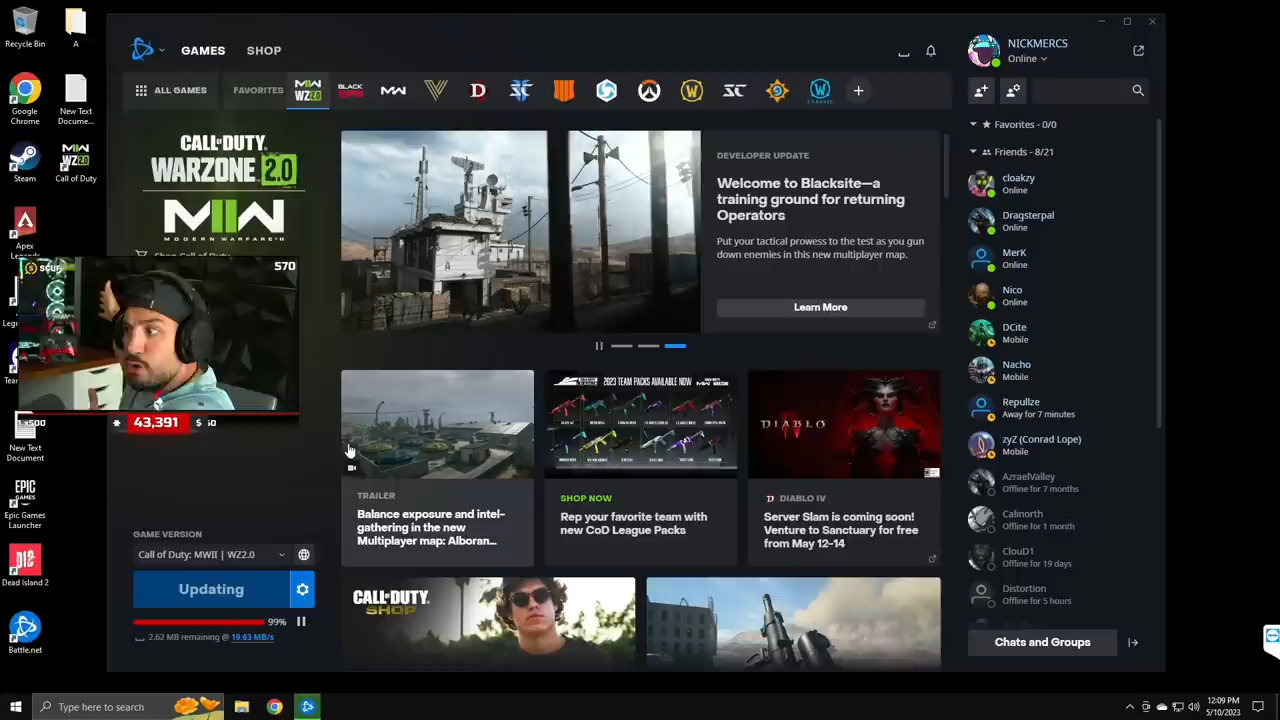 Recycle Bin
A
Google
Chrome
New Text
Docume...
Steam
Call of Duty
Apex
New Text
Document
Epic Games
Launcher
Dead Island 2
Battle.net
GAMES
SHOP
ALL GAMES
FAVORITES
CALL OF DUTY
WARZONE 2.0
MW
MODERN WARFARE II
SCUF
570
43,391
$
GAME VERSION
Call of Duty: MWII | WZ2.0
Updating
99%
2.62 MB remaining @ 19.63 MB/s
DEVELOPER UPDATE
Welcome to Blacksite—a
training ground for returning
Operators
Put your tactical prowess to the test as you gun
down enemies in this new multiplayer map.
Learn More
TRAILER
Balance exposure and intel-
gathering in the new
Multiplayer map: Alboran...
2023 TEAM PACKS AVAILABLE NOW
SHOP NOW
Rep your favorite team with
new CoD League Packs
DIABLO
DIABLO IV
Server Slam is coming soon!
Venture to Sanctuary for free
from May 12-14
CALL OF DUTY
SHOP
NICKMERCS
Online
Favorites - 0/0
Friends - 8/21
cloakzy
Online
Dragsterpal
Online
MerK
Online
Nico
Online
DCite
Mobile
Nacho
Mobile
Repullze
Away for 7 minutes
zyZ (Conrad Lope)
Mobile
AzraelValley
Offline for 7 months
Calinorth
Offline for 1 month
ClouD1
Offline for 19 days
Distortion
Offline for 5 hours
Chats and Groups
Type here to search
12:09 PM
5/10/2023